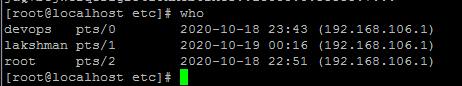 [root@localhost etc]# who
devops   pts/0        2020-10-18 23:43 (192.168.106.1)
lakshman pts/1        2020-10-19 00:16 (192.168.106.1)
root     pts/2        2020-10-18 22:51 (192.168.106.1)
[root@localhost etc]#